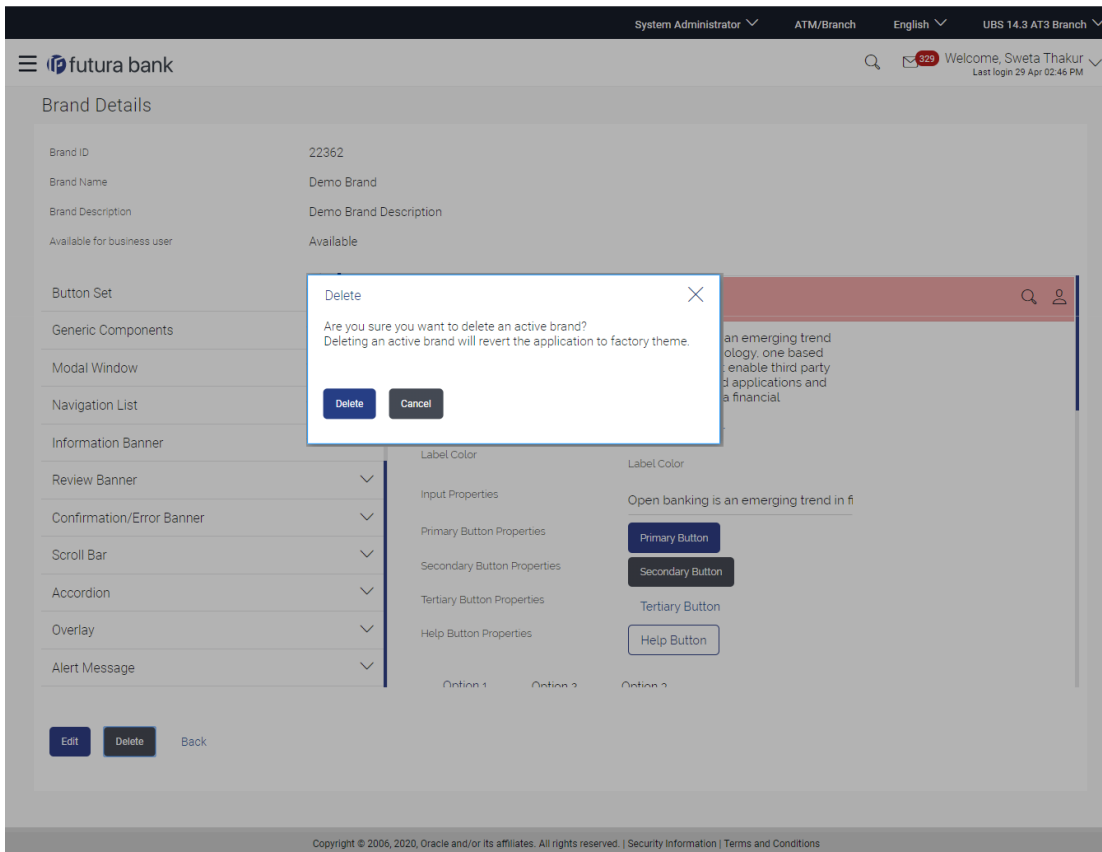 System Administrator ATM/Branch English UBS 14.3 AT3 Branch
futura bank
329 Welcome, Sweta Thakur
Last login 29 Apr 02:46 PM
Brand Details
Brand ID 22362
Brand Name Demo Brand
Brand Description Demo Brand Description
Available for business user Available
Button Set
Generic Components
Modal Window
Navigation List
Information Banner
Review Banner
Confirmation/Error Banner
Scroll Bar
Accordion
Overlay
Alert Message
Delete
Are you sure you want to delete an active brand?
Deleting an active brand will revert the application to factory theme.
Delete Cancel
an emerging trend
ology, one based
enable third party
applications and
a financial
Label Color Label Color
Input Properties Open banking is an emerging trend in fi
Primary Button Properties Primary Button
Secondary Button Properties Secondary Button
Tertiary Button Properties Tertiary Button
Help Button Properties Help Button
Option 1 Option 2
Edit Delete Back
Copyright © 2006, 2020, Oracle and/or its affiliates. All rights reserved. | Security Information | Terms and Conditions